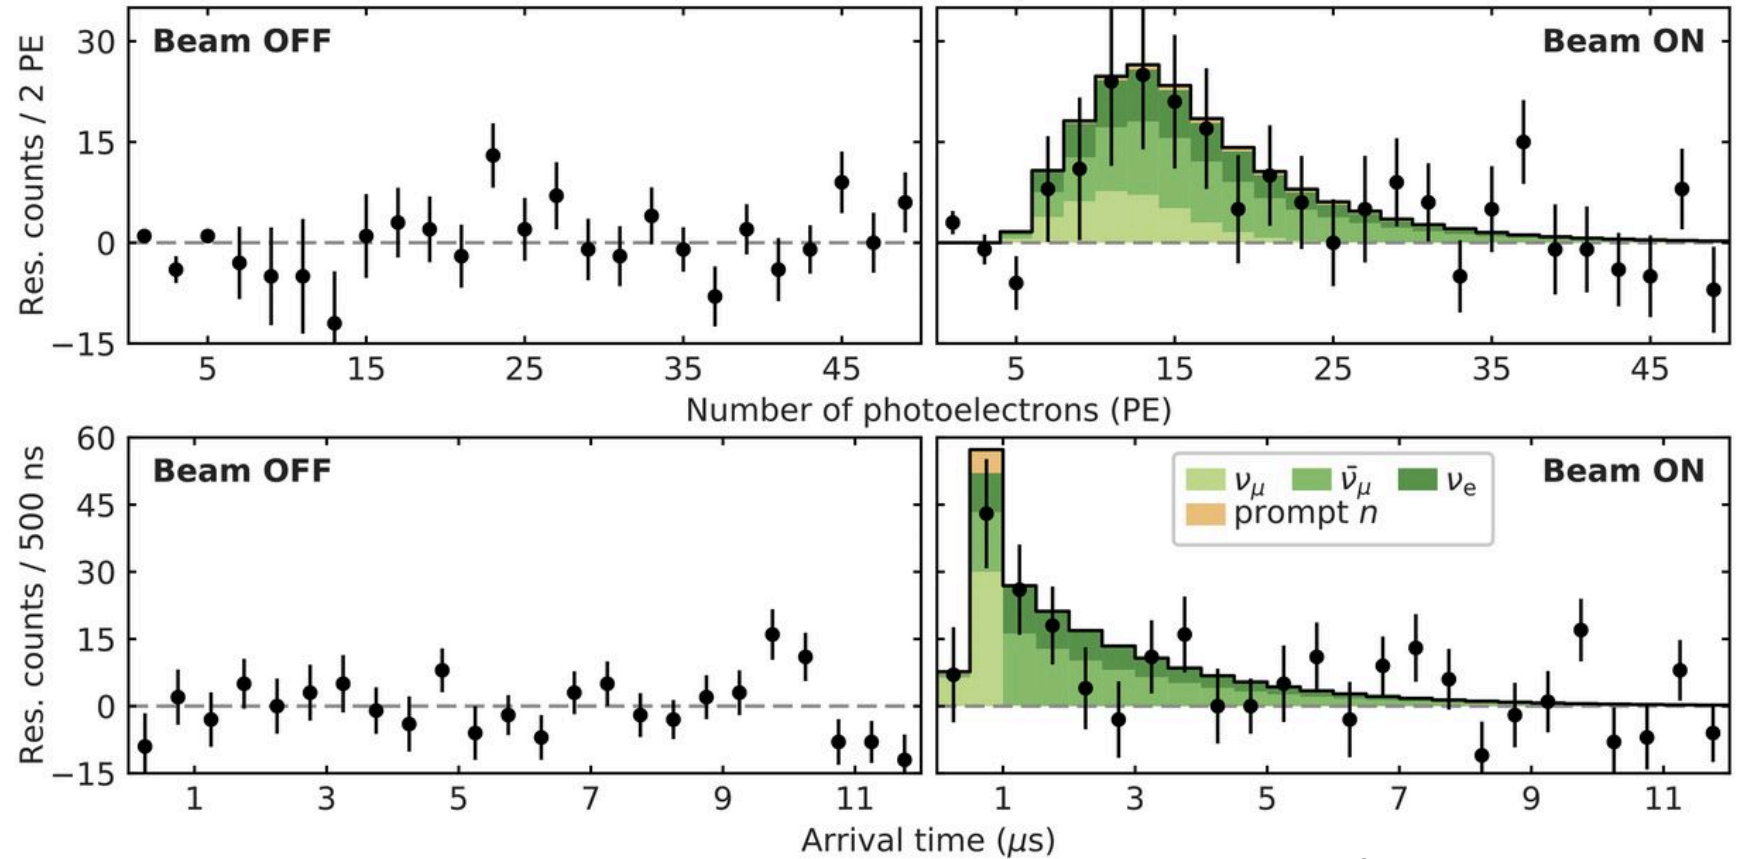 Beam OFF
Beam ON
Res. counts / 2 PE
30
15
0
−15
5 15 25 35 45
5 15 25 35 45
Number of photoelectrons (PE)
Beam OFF
Beam ON
νμ ν̄μ νe
prompt n
Res. counts / 500 ns
60
45
30
15
0
−15
1 3 5 7 9 11
1 3 5 7 9 11
Arrival time (μs)